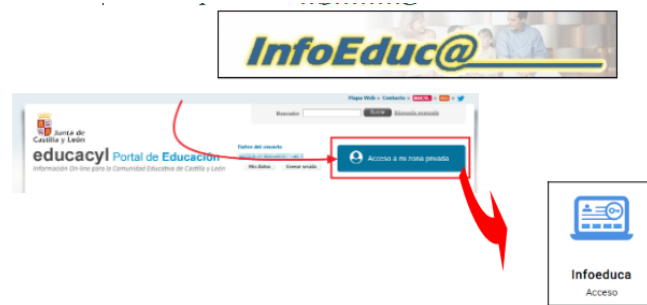 InfoEduc@
Mapa Web Contacto
Buscador Buscar Búsqueda avanzada
Junta de
Castilla y León
educacyl Portal de Educación
Información On-line para la Comunidad Educativa de Castilla y León
Datos del usuario
Mis datos Cerrar sesión
Acceso a mi zona privada
Infoeduca
Acceso